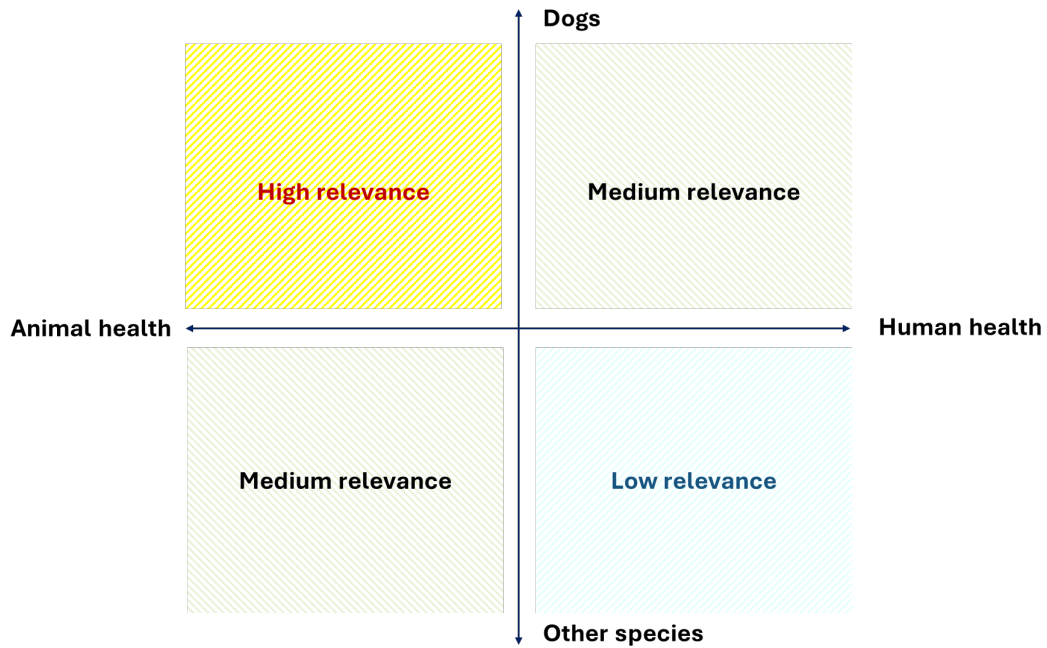 Dogs
High relevance
Medium relevance
Animal health
Human health
Medium relevance
Low relevance
Other species